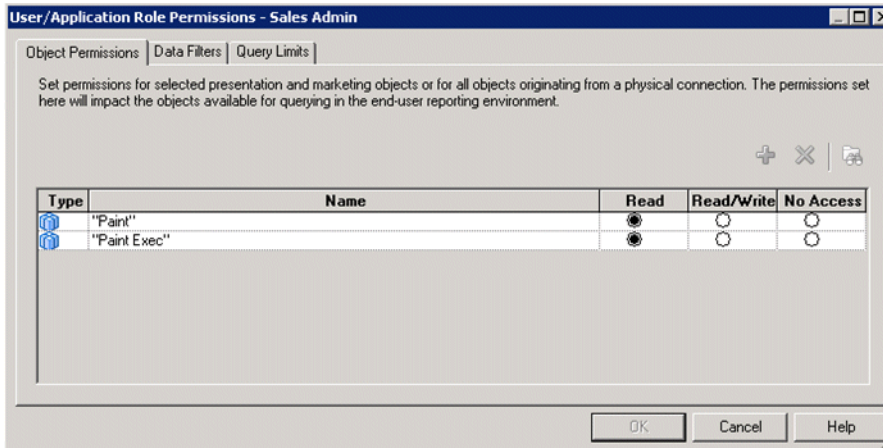 User/Application Role Permissions - Sales Admin
Object Permissions Data Filters Query Limits
Set permissions for selected presentation and marketing objects or for all objects originating from a physical connection. The permissions set
here will impact the objects available for querying in the end-user reporting environment.
Type Name Read Read/Write No Access
"Paint"
"Paint Exec"
OK Cancel Help